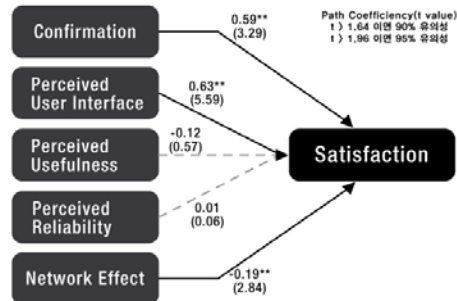 Confirmation
0.59**
(3.29)
Path Coefficiency(t value)
t > 1.64 이면 90% 유의성
t > 1,96 이면 95% 유의성
Perceived
User Interface
0.63**
(5.59)
Perceived
Usefulness
-0.12
(0.57)
Satisfaction
Perceived
Reliability
0.01
(0.06)
Network Effect
-0.19**
(2.84)